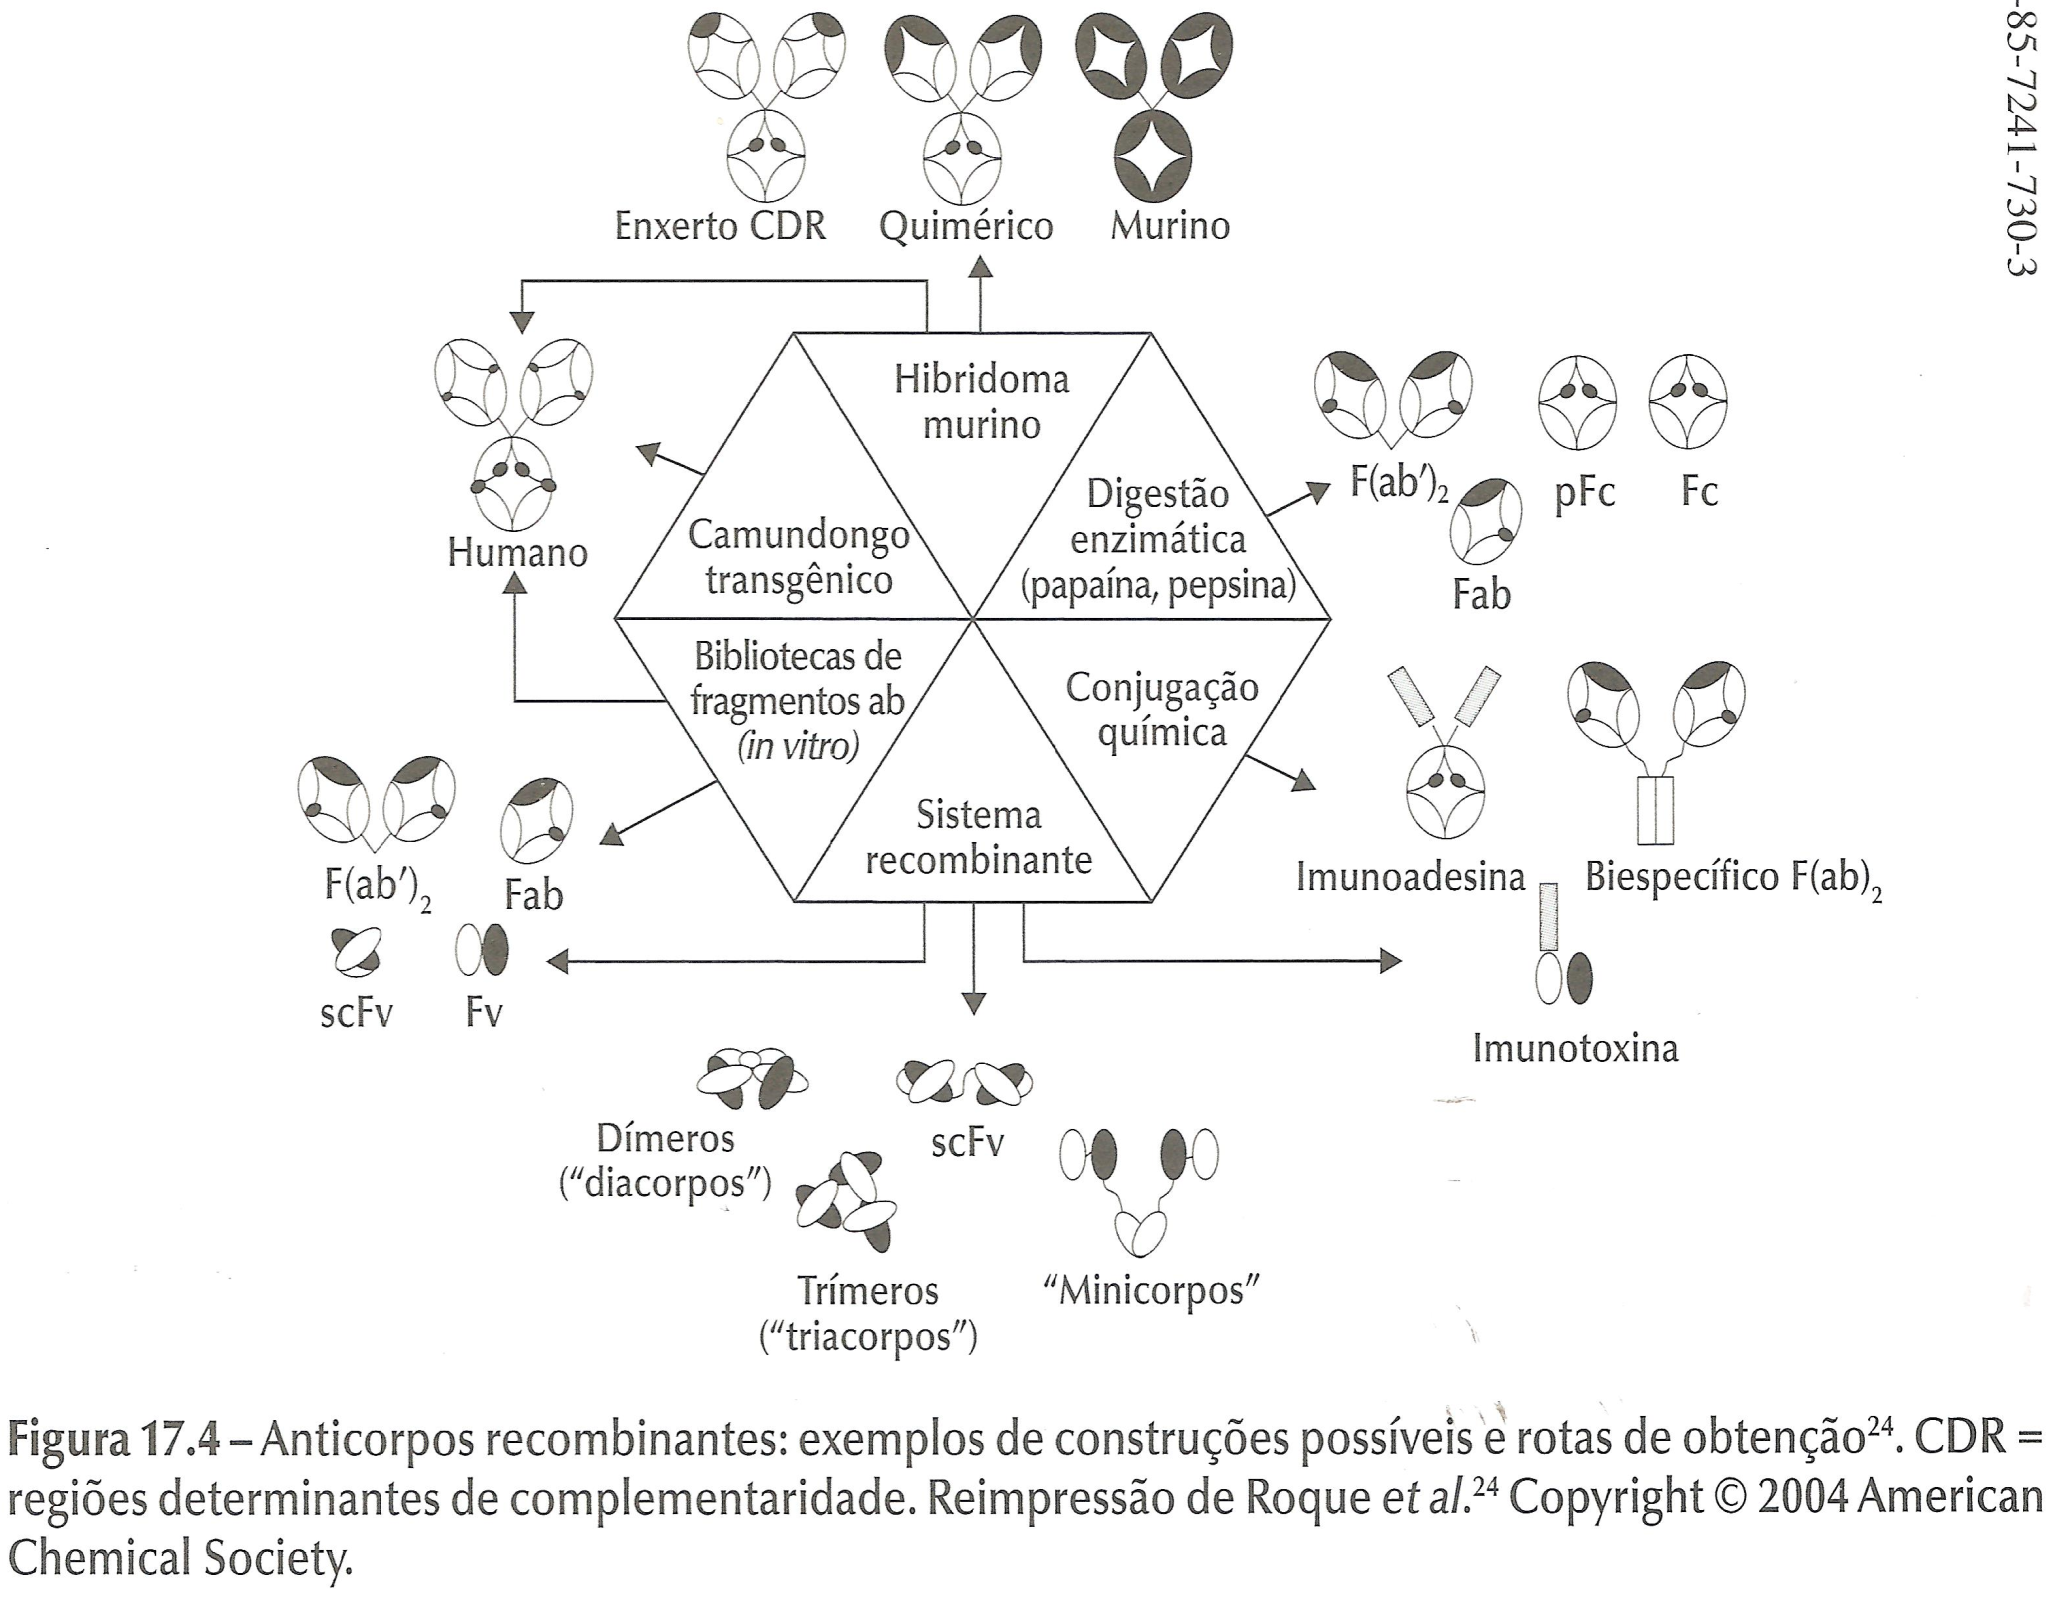 -85-7241-730-3
Enxerto CDR
Quimérico
Murino
Hibridoma
murino
Humano
Camundongo
transgênico
Digestão
enzimática
(papaína, pepsina)
F(ab′)₂
pFc
Fc
Fab
Bibliotecas de
fragmentos ab
(in vitro)
Conjugação
química
Sistema
recombinante
F(ab′)₂
Fab
scFv
Fv
Imunoadesina
Biespecífico F(ab)₂
Imunotoxina
Dímeros
(“diacorpos”)
scFv
Trímeros
(“triacorpos”)
“Minicorpos”
Figura 17.4 – Anticorpos recombinantes: exemplos de construções possíveis e rotas de obtenção²⁴. CDR =
regiões determinantes de complementaridade. Reimpressão de Roque et al.²⁴ Copyright © 2004 American
Chemical Society.